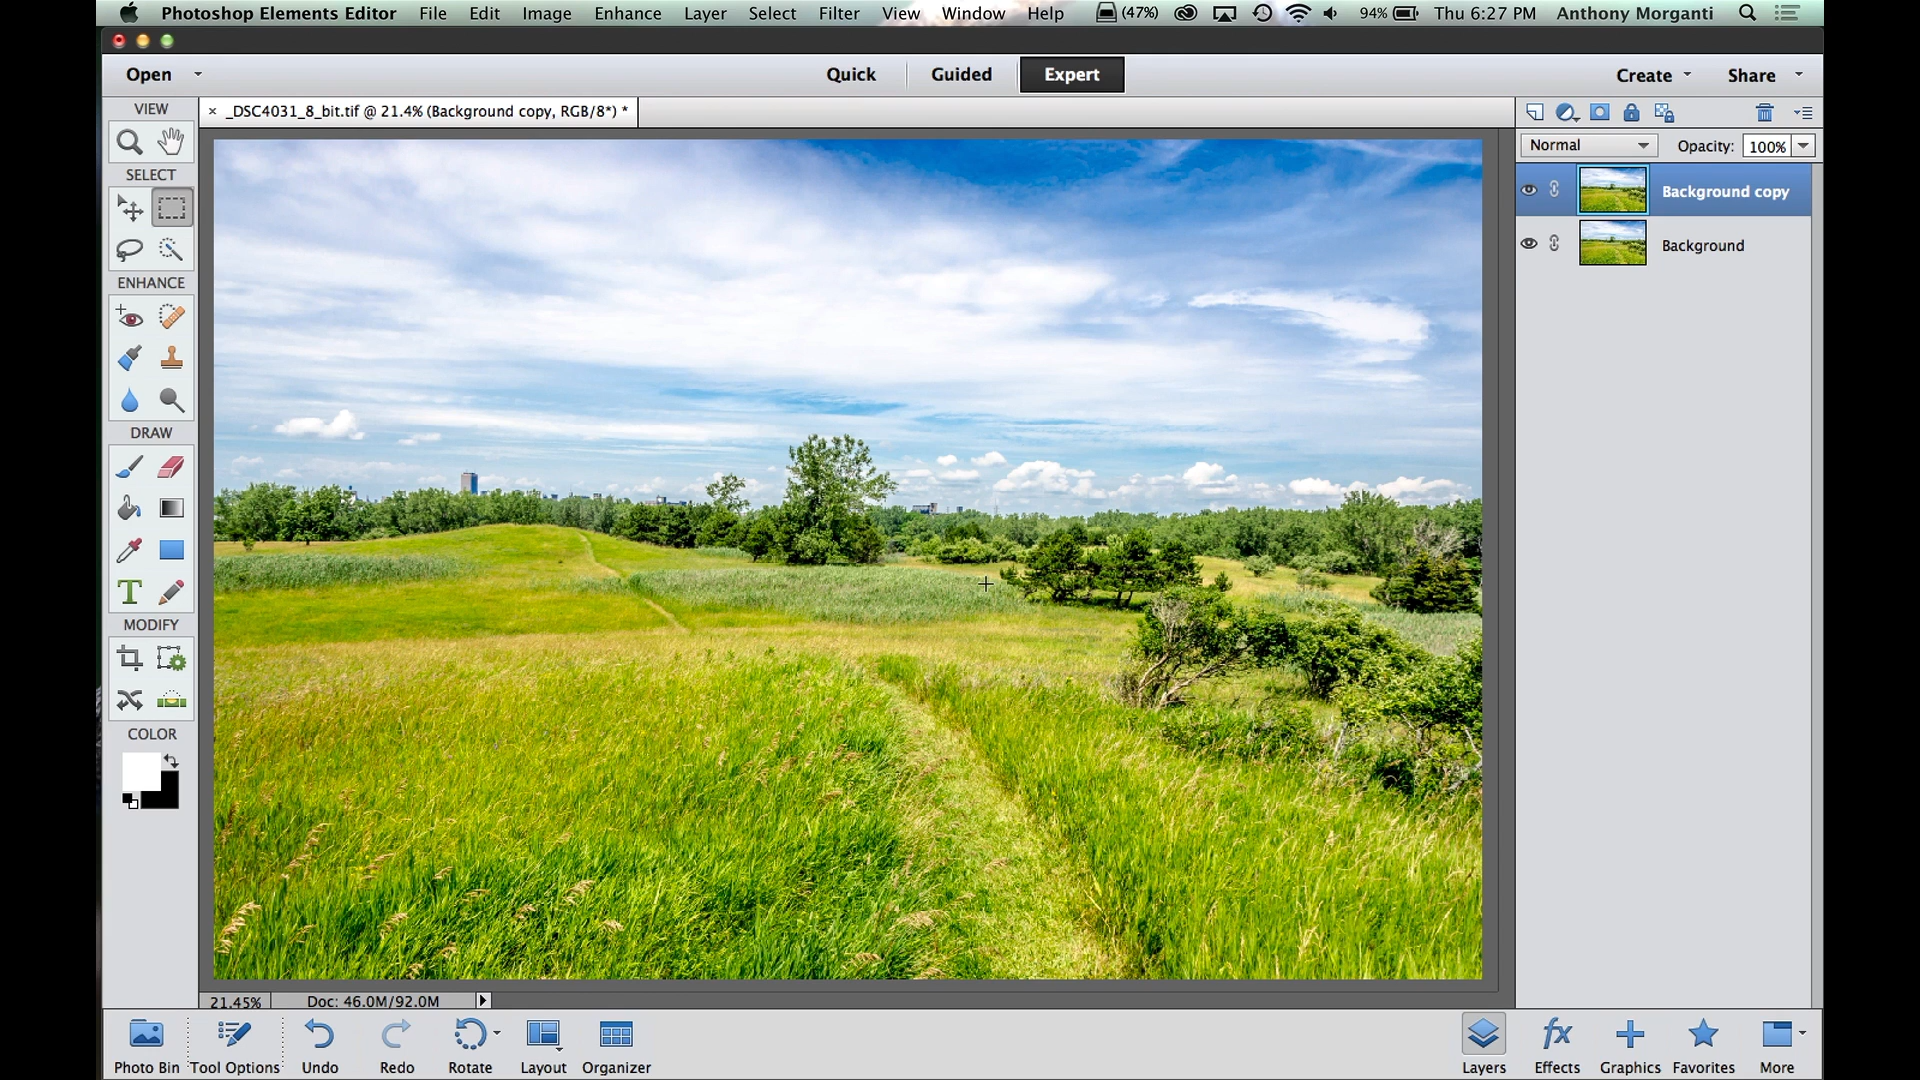 Photoshop Elements Editor File Edit Image Enhance Layer Select Filter View Window Help (47%) 94% Thu 6:27 PM Anthony Morganti
Open Quick Guided Expert Create Share
VIEW
× _DSC4031_8_bit.tif @ 21.4% (Background copy, RGB/8*) *
Normal Opacity: 100%
SELECT
Background copy
Background
ENHANCE
DRAW
T
MODIFY
COLOR
21.45% Doc: 46.0M/92.0M
fx
Photo Bin Tool Options Undo Redo Rotate Layout Organizer Layers Effects Graphics Favorites More